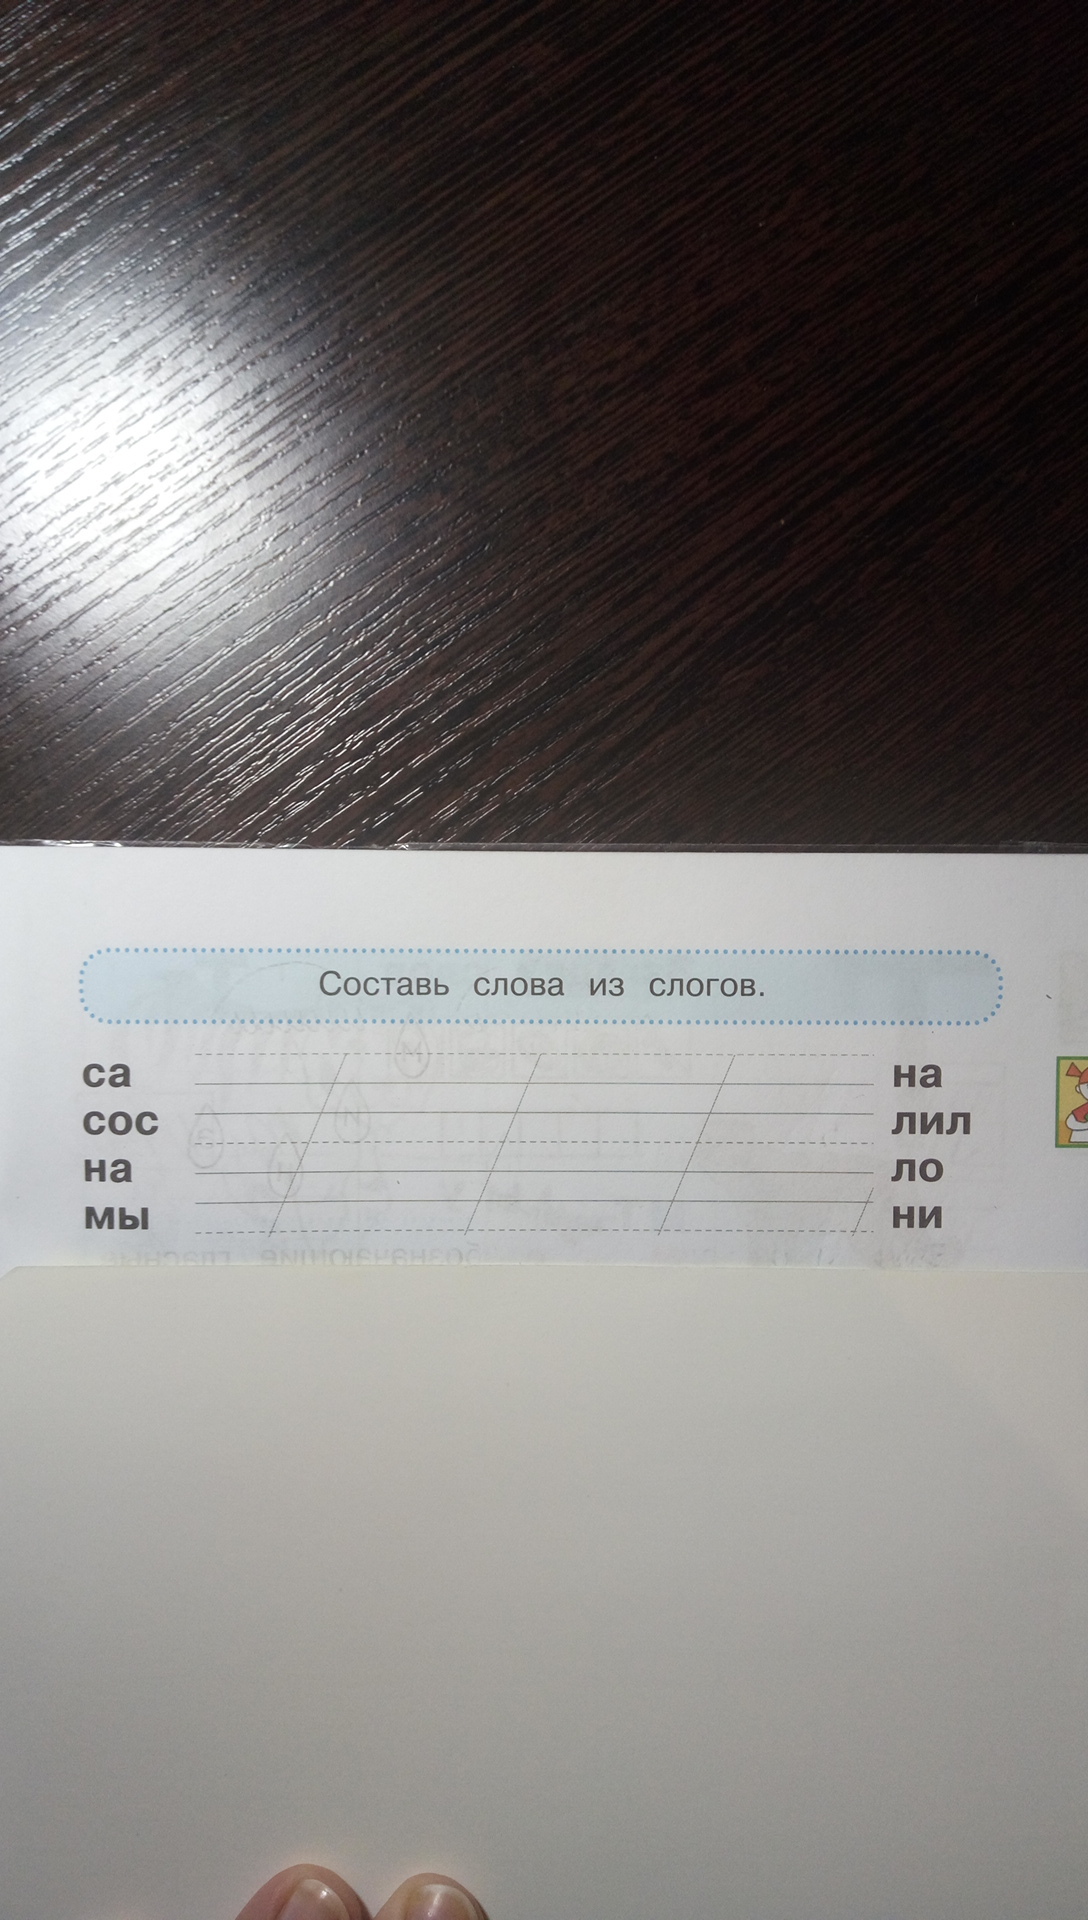 Составь слова из слогов.
са на
сос лил
на ло
мы ни